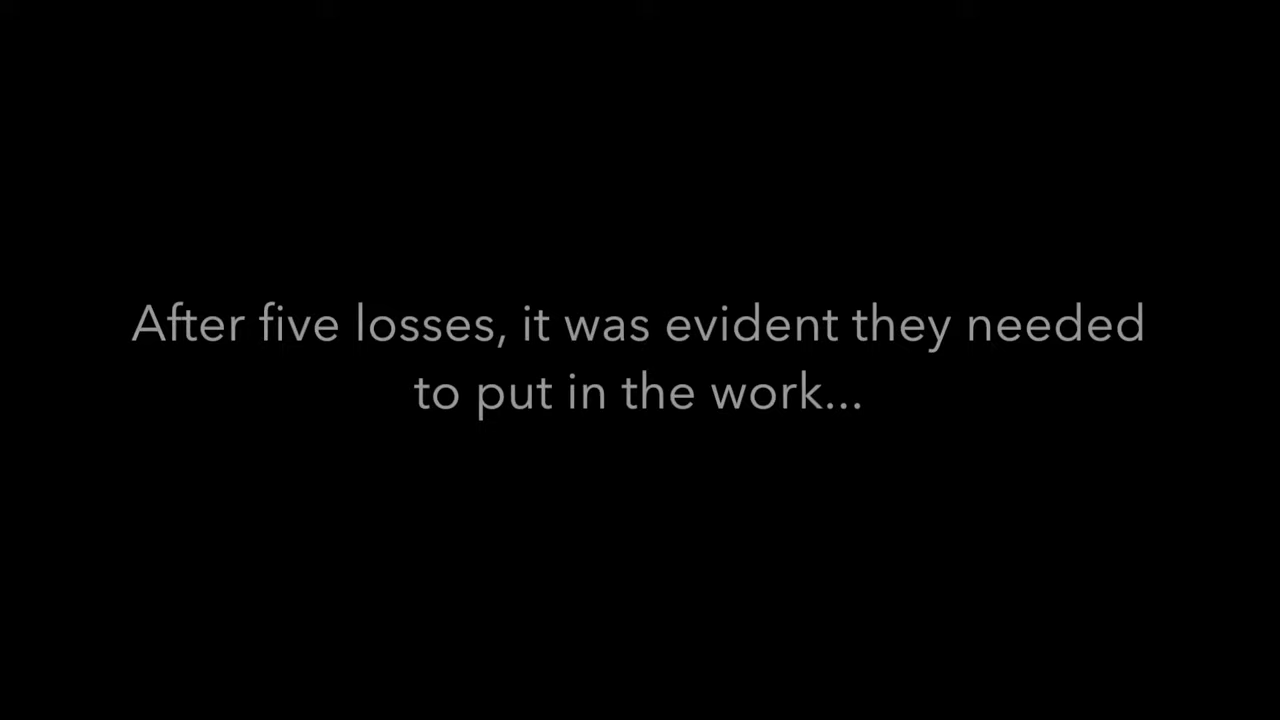 After five losses, it was evident they needed
to put in the work...